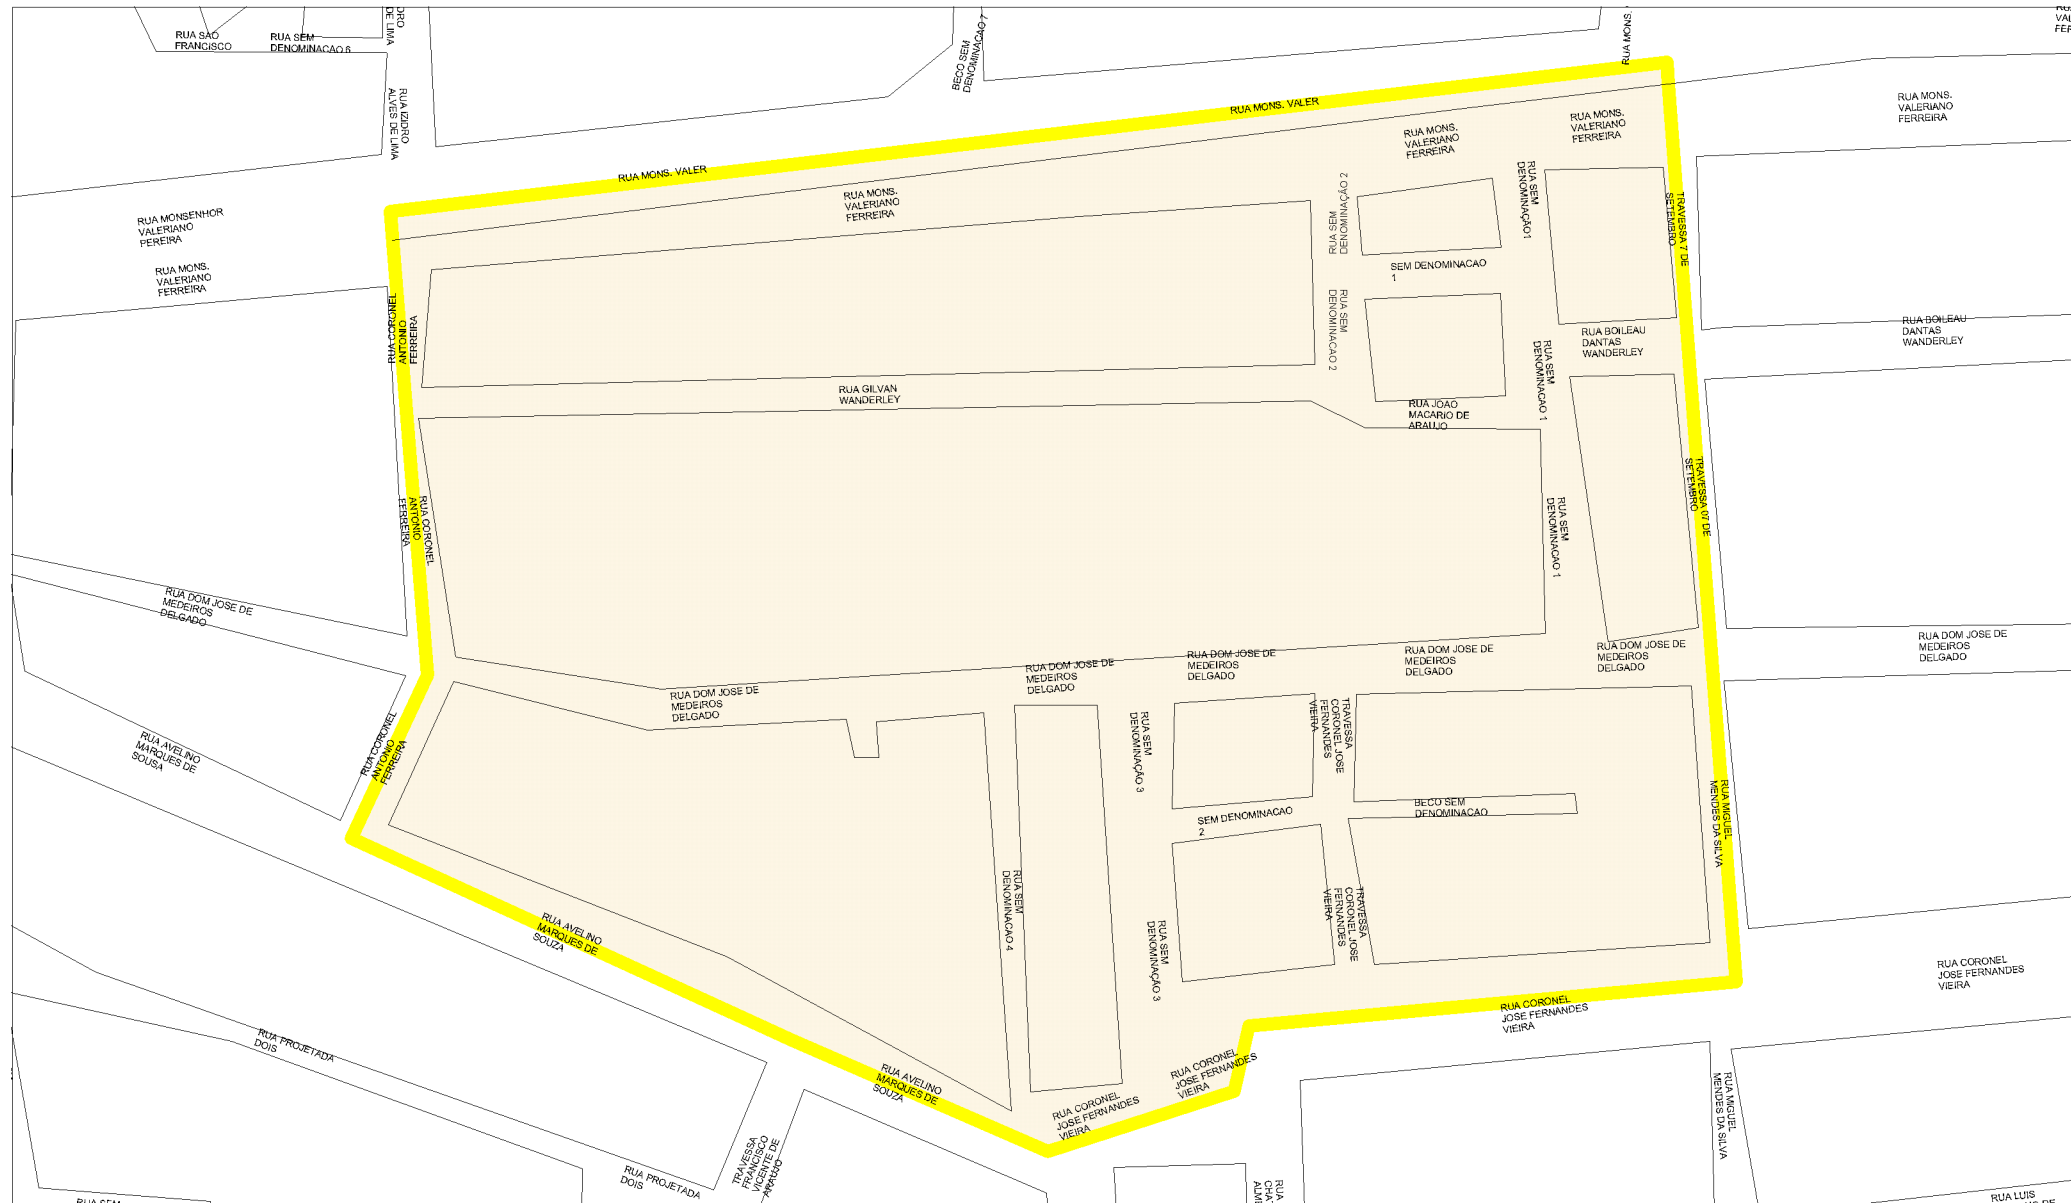 DRO
DE LIMA
RUA SAO
FRANCISCO
RUA SEM
DENOMINACAO 6
BECO SEM
DENOMINACAO 7
RUA MONS.
RUA IZIDRO
ALVES DE LIMA
RUA MONS. VALER
RUA MONS. VALER
RUA MONS.
VALERIANO
FERREIRA
RUA MONS.
VALERIANO
FERREIRA
RUA MONS.
VALERIANO
FERREIRA
RUA MONS.
VALERIANO
FERREIRA
RUA MONSENHOR
VALERIANO
PEREIRA
RUA MONS.
VALERIANO
FERREIRA
RUA SEM
DENOMINAÇÃO 2
RUA SEM
DENOMINAÇÃO1
TRAVESSA 7 DE
SETEMBRO
SEM DENOMINACAO
1
RUA CORONEL
ANTONIO
FERREIRA
RUA SEM
DENOMINACAO 2
RUA BOILEAU
DANTAS
WANDERLEY
RUA BOILEAU
DANTAS
WANDERLEY
RUA SEM
DENOMINACAO 1
RUA GILVAN
WANDERLEY
RUA JOAO
MACARIO DE
ARAUJO
TRAVESSA 07 DE
SETEMBRO
RUA CORONEL
ANTONIO
FERREIRA
RUA SEM
DENOMINACAO 1
RUA DOM JOSE DE
MEDEIROS
DELGADO
RUA DOM JOSE DE
MEDEIROS
DELGADO
RUA DOM JOSE DE
MEDEIROS
DELGADO
RUA DOM JOSE DE
MEDEIROS
DELGADO
RUA DOM JOSE DE
MEDEIROS
DELGADO
RUA DOM JOSE DE
MEDEIROS
DELGADO
RUA DOM JOSE DE
MEDEIROS
DELGADO
RUA AVELINO
MARQUES DE
SOUSA
RUA CORONEL
ANTONIO
FERREIRA
RUA SEM
DENOMINAÇÃO 3
TRAVESSA
CORONEL JOSE
FERNANDES
VIEIRA
RUA MIGUEL
MENDES DA SILVA
SEM DENOMINACAO
2
BECO SEM
DENOMINACAO
RUA SEM
DENOMINACAO 4
TRAVESSA
CORONEL JOSE
FERNANDES
VIEIRA
RUA AVELINO
MARQUES DE
SOUZA
RUA SEM
DENOMINAÇÃO 3
RUA CORONEL
JOSE FERNANDES
VIEIRA
RUA CORONEL
JOSE FERNANDES
VIEIRA
RUA PROJETADA
DOIS
RUA AVELINO
MARQUES DE
SOUZA
RUA CORONEL
JOSE FERNANDES
VIEIRA
RUA CORONEL
JOSE FERNANDES
VIEIRA
RUA MIGUEL
MENDES DA SILVA
TRAVESSA
FRANCISCO
VICENTE DE
ARAUJO
RUA PROJETADA
DOIS
RUA
CHA
ALM
RUA SEM
RUA LUIS